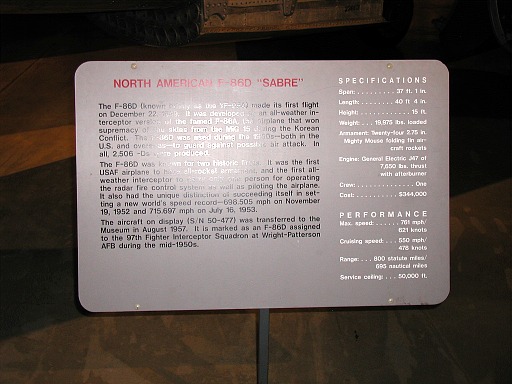 NORTH AMERICAN F-86D "SABRE"
The F-86D (known as the YF- made its first flight
on December 22, It was developed an all-weather in-
terceptor version of the famed F-86A, the airplane that won
supremacy of the skies from the MIG 15 during the Korean
Conflict. The was used during the 1950s—both in the
U.S. and overseas—to guard against possible air attack. In
all, 2,506 -Ds were produced.
The F-86D was known for two historic It was the first
USAF airplane to have all-rocket armament, and the first all-
weather interceptor to person for operating
the radar fire control system as well as piloting the airplane.
It also had the unique distinction of succeeding itself in set-
ting a new world's speed record—698.505 mph on November
19, 1952 and 715.697 mph on July 16, 1953.
The aircraft on display (S/N 50-477) was transferred to the
Museum in August 1957. It is marked as an F-86D assigned
to the 97th Fighter Interceptor Squadron at Wright-Patterson
AFB during the mid-1950s.
SPECIFICATIONS
Span: . . . . . . . . . . 37 ft. 1 in.
Length: . . . . . . . . . 40 ft. 4 in.
Height: . . . . . . . . . . . . 15 ft.
Weight: . . 19,975 lbs. loaded
Armament: Twenty-four 2.75 in.
Mighty Mouse folding fin air-
craft rockets
Engine: General Electric J47 of
7,650 lbs. thrust
with afterburner
Crew: . . . . . . . . . . . . . One
Cost: . . . . . . . . . . $344,000
PERFORMANCE
Max. speed: . . . . . . 761 mph/
621 knots
Cruising speed: . . . 550 mph/
478 knots
Range: . . . 800 statute miles/
695 nautical miles
Service ceiling: . . . 50,000 ft.